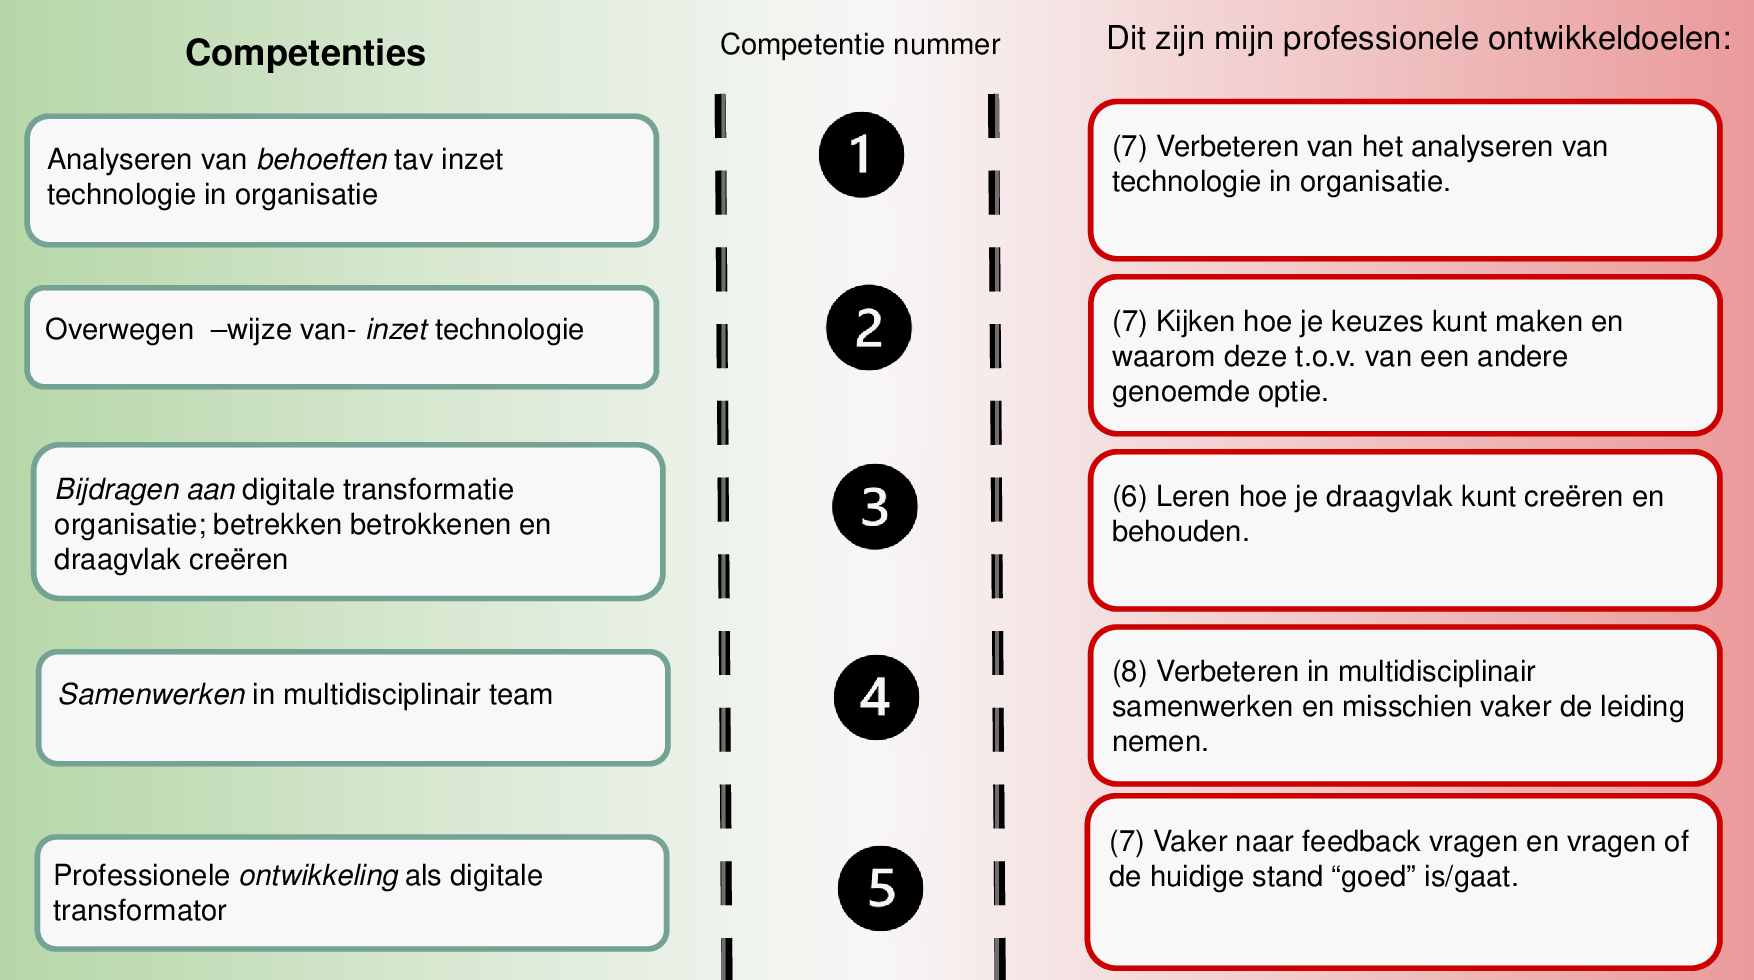 Competenties
Competentie nummer
Dit zijn mijn professionele ontwikkeldoelen:
Analyseren van behoeften tav inzet
technologie in organisatie
1
(7) Verbeteren van het analyseren van
technologie in organisatie.
Overwegen –wijze van- inzet technologie
2
(7) Kijken hoe je keuzes kunt maken en
waarom deze t.o.v. van een andere
genoemde optie.
Bijdragen aan digitale transformatie
organisatie; betrekken betrokkenen en
draagvlak creëren
3
(6) Leren hoe je draagvlak kunt creëren en
behouden.
Samenwerken in multidisciplinair team
4
(8) Verbeteren in multidisciplinair
samenwerken en misschien vaker de leiding
nemen.
Professionele ontwikkeling als digitale
transformator
5
(7) Vaker naar feedback vragen en vragen of
de huidige stand “goed” is/gaat.